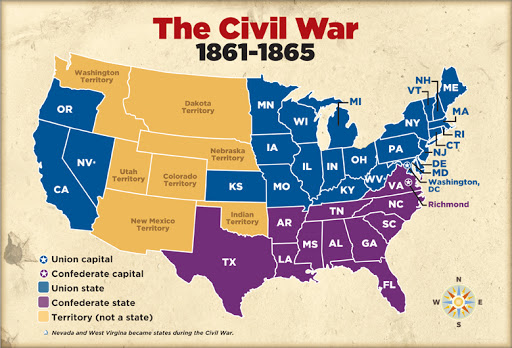 The Civil War
1861-1865
Washington
Territory
Dakota
Territory
OR
MN
MI
NH
VT
ME
WI
NY
MA
RI
CT
NJ
PA
DE
MD
Washington,
DC
Nebraska
Territory
IA
NV
Utah
Territory
Colorado
Territory
CA
KS
MO
IL
IN
OH
WV
KY
VA
Richmond
New Mexico
Territory
Indian
Territory
AR
TN
NC
SC
TX
LA
MS
AL
GA
FL
Union capital
Confederate capital
Union state
Confederate state
Territory (not a state)
Nevada and West Virgina became states during the Civil War.
N
W
E
S